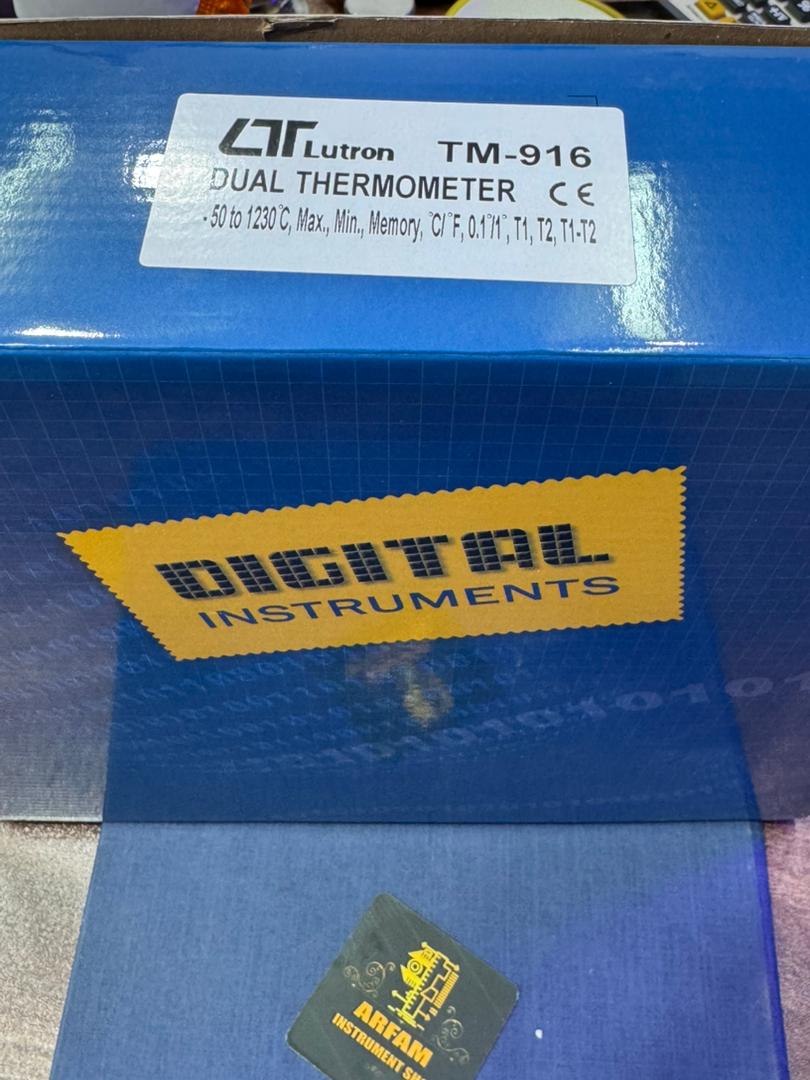 LT Lutron TM-916
DUAL THERMOMETER CE
- 50 to 1230℃, Max., Min., Memory, ℃/℉, 0.1°/1°, T1, T2, T1-T2
DIGITAL
INSTRUMENTS
ARFAM
INSTRUMENT